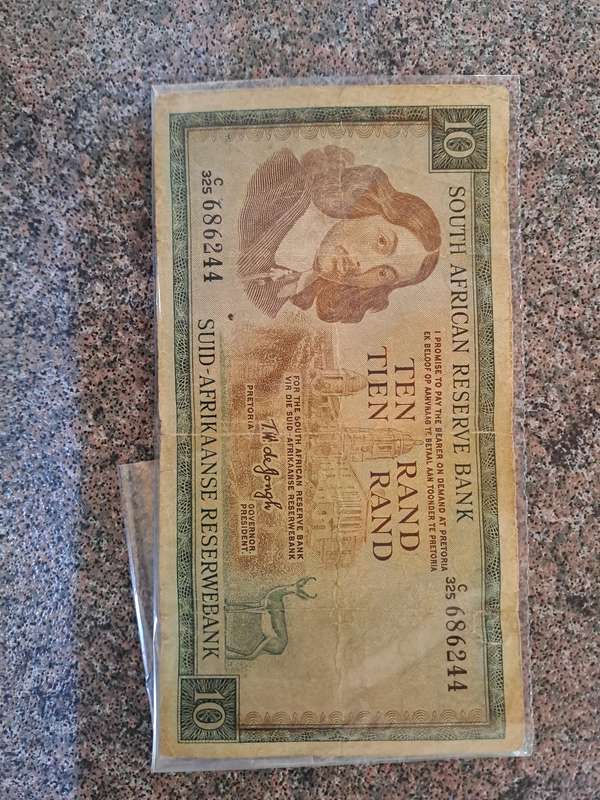 10
SOUTH AFRICAN RESERVE BANK
I PROMISE TO PAY THE BEARER ON DEMAND AT PRETORIA
EK BELOOF OP AANVRAAG TE BETAAL AAN TOONDER TE PRETORIA
C
325 686244
TEN RAND
TIEN RAND
FOR THE SOUTH AFRICAN RESERVE BANK
VIR DIE SUID-AFRIKAANSE RESERWEBANK
T W de Jongh
PRETORIA
GOVERNOR.
PRESIDENT.
C
325 686244
SUID-AFRIKAANSE RESERWEBANK
10